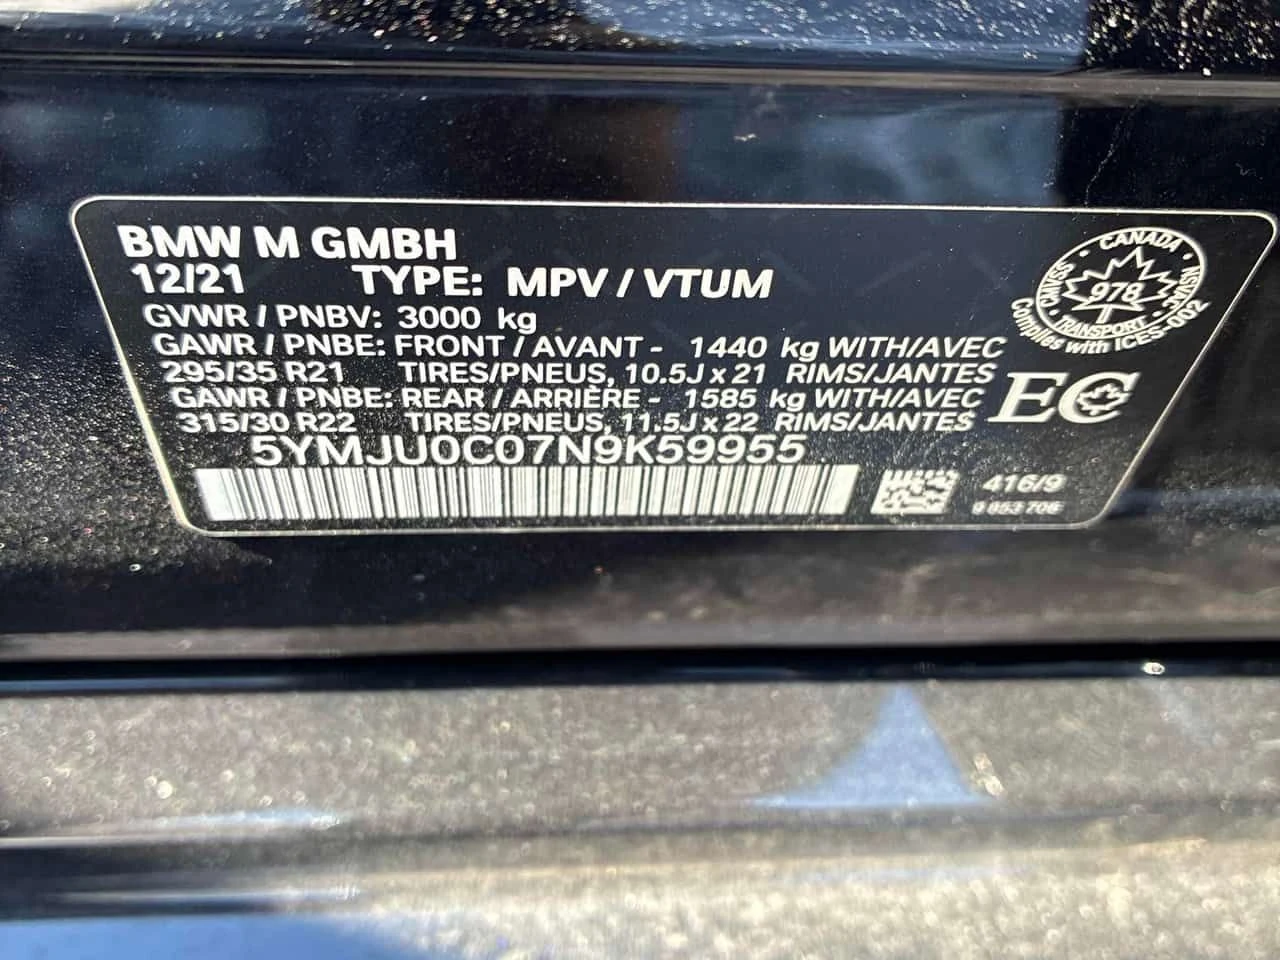 BMW M GMBH
12/21 TYPE: MPV / VTUM
GVWR / PNBV: 3000 kg
GAWR / PNBE: FRONT / AVANT - 1440 kg WITH/AVEC
295/35 R21 TIRES/PNEUS, 10.5J x 21 RIMS/JANTES
GAWR / PNBE: REAR / ARRIÈRE - 1585 kg WITH/AVEC
315/30 R22 TIRES/PNEUS, 11.5J x 22 RIMS/JANTES
5YMJU0C07N9K59955
CANADA
CMVSS NSVAC
978
TRANSPORT
Complies with ICES-002
EC
416/9
9 853 706